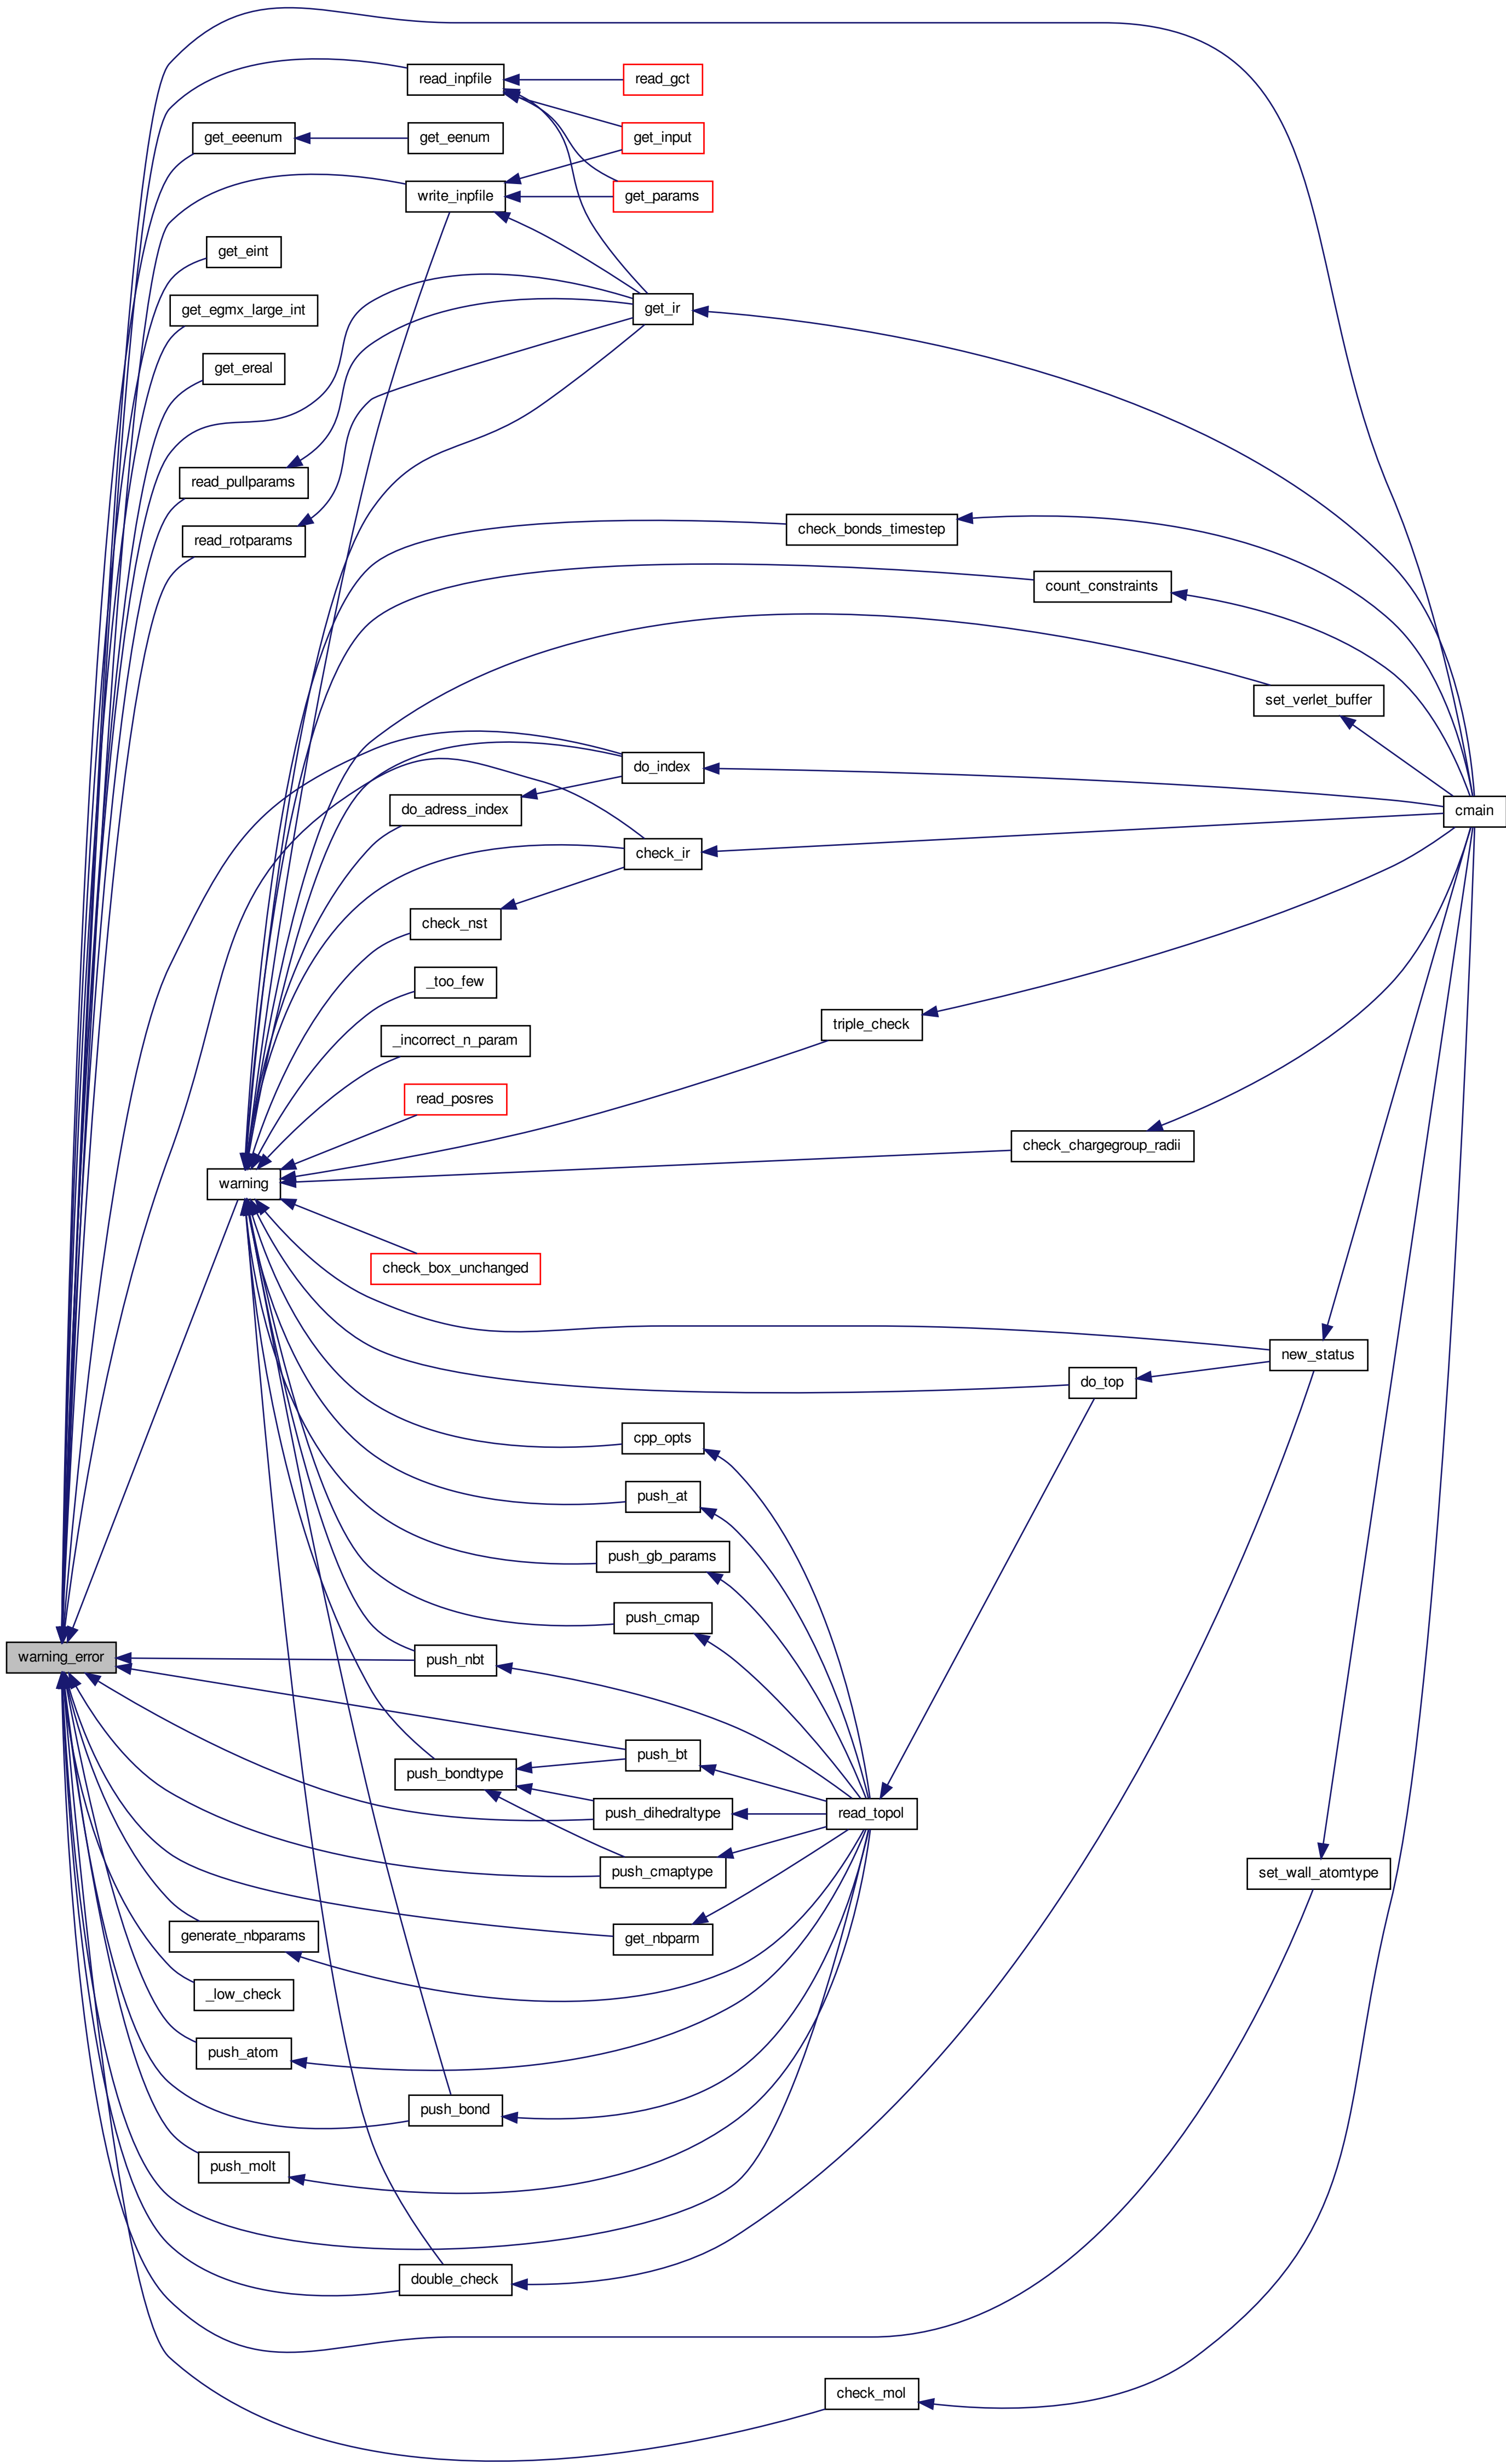 read_inpfile
read_gct
get_eeenum
get_eenum
get_input
write_inpfile
get_params
get_eint
get_egmx_large_int
get_ir
get_ereal
read_pullparams
read_rotparams
check_bonds_timestep
count_constraints
set_verlet_buffer
do_index
do_adress_index
cmain
check_ir
check_nst
_too_few
triple_check
_incorrect_n_param
read_posres
check_chargegroup_radii
warning
check_box_unchanged
new_status
do_top
cpp_opts
push_at
push_gb_params
push_cmap
warning_error
push_nbt
push_bt
push_bondtype
push_dihedraltype
read_topol
push_cmaptype
set_wall_atomtype
generate_nbparams
get_nbparm
_low_check
push_atom
push_bond
push_molt
double_check
check_mol